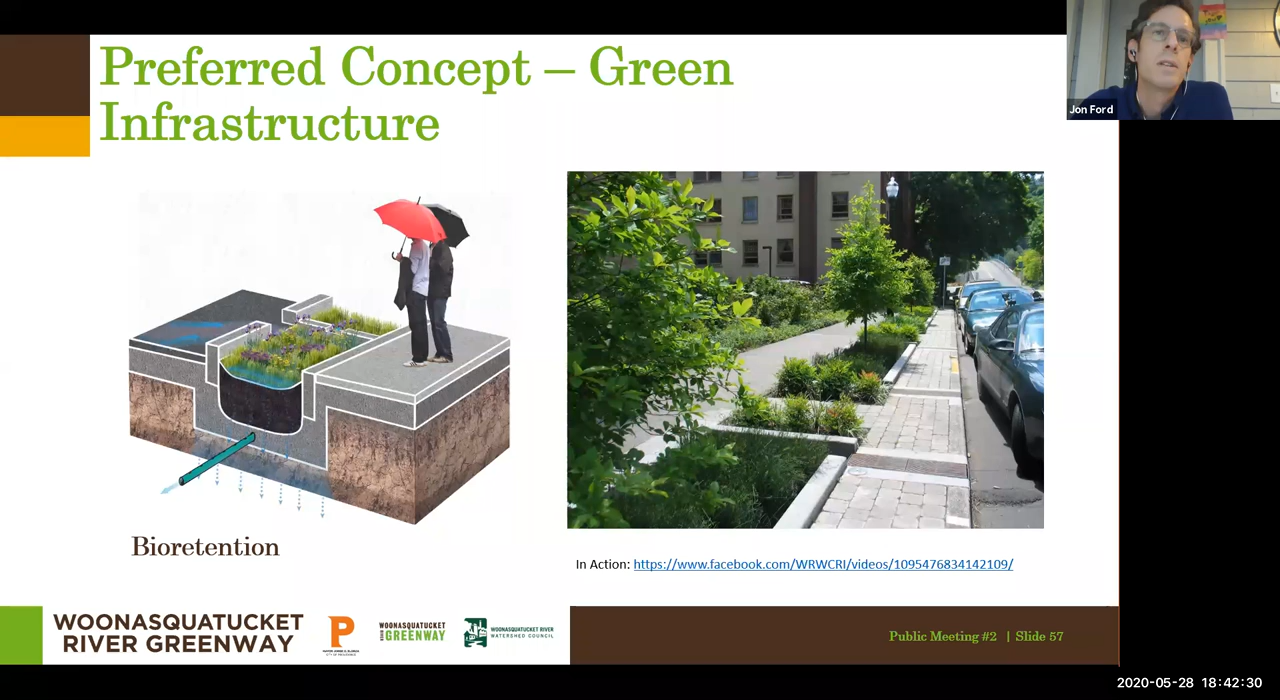 Preferred Concept – Green
Infrastructure
Jon Ford
Bioretention
In Action: https://www.facebook.com/WRWCRI/videos/1095476834142109/
WOONASQUATUCKET
RIVER GREENWAY
P
WOONASQUATUCKET
RIVER GREENWAY
WOONASQUATUCKET RIVER
WATERSHED COUNCIL
Public Meeting #2 | Slide 57
2020-05-28 18:42:30